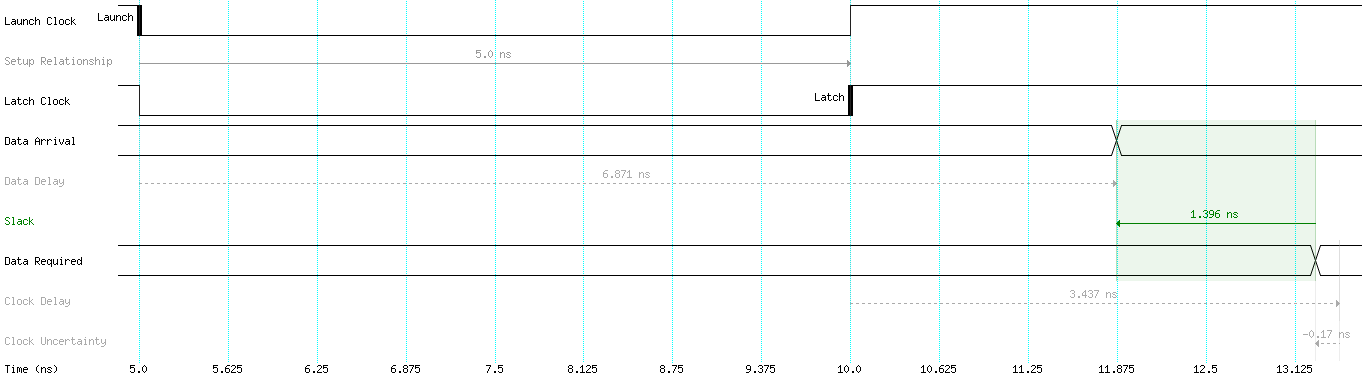 Launch Clock Launch
Setup Relationship 5.0 ns
Latch Clock Latch
Data Arrival
Data Delay 6.871 ns
Slack 1.396 ns
Data Required
Clock Delay 3.437 ns
Clock Uncertainty -0.17 ns
Time (ns) 5.0 5.625 6.25 6.875 7.5 8.125 8.75 9.375 10.0 10.625 11.25 11.875 12.5 13.125